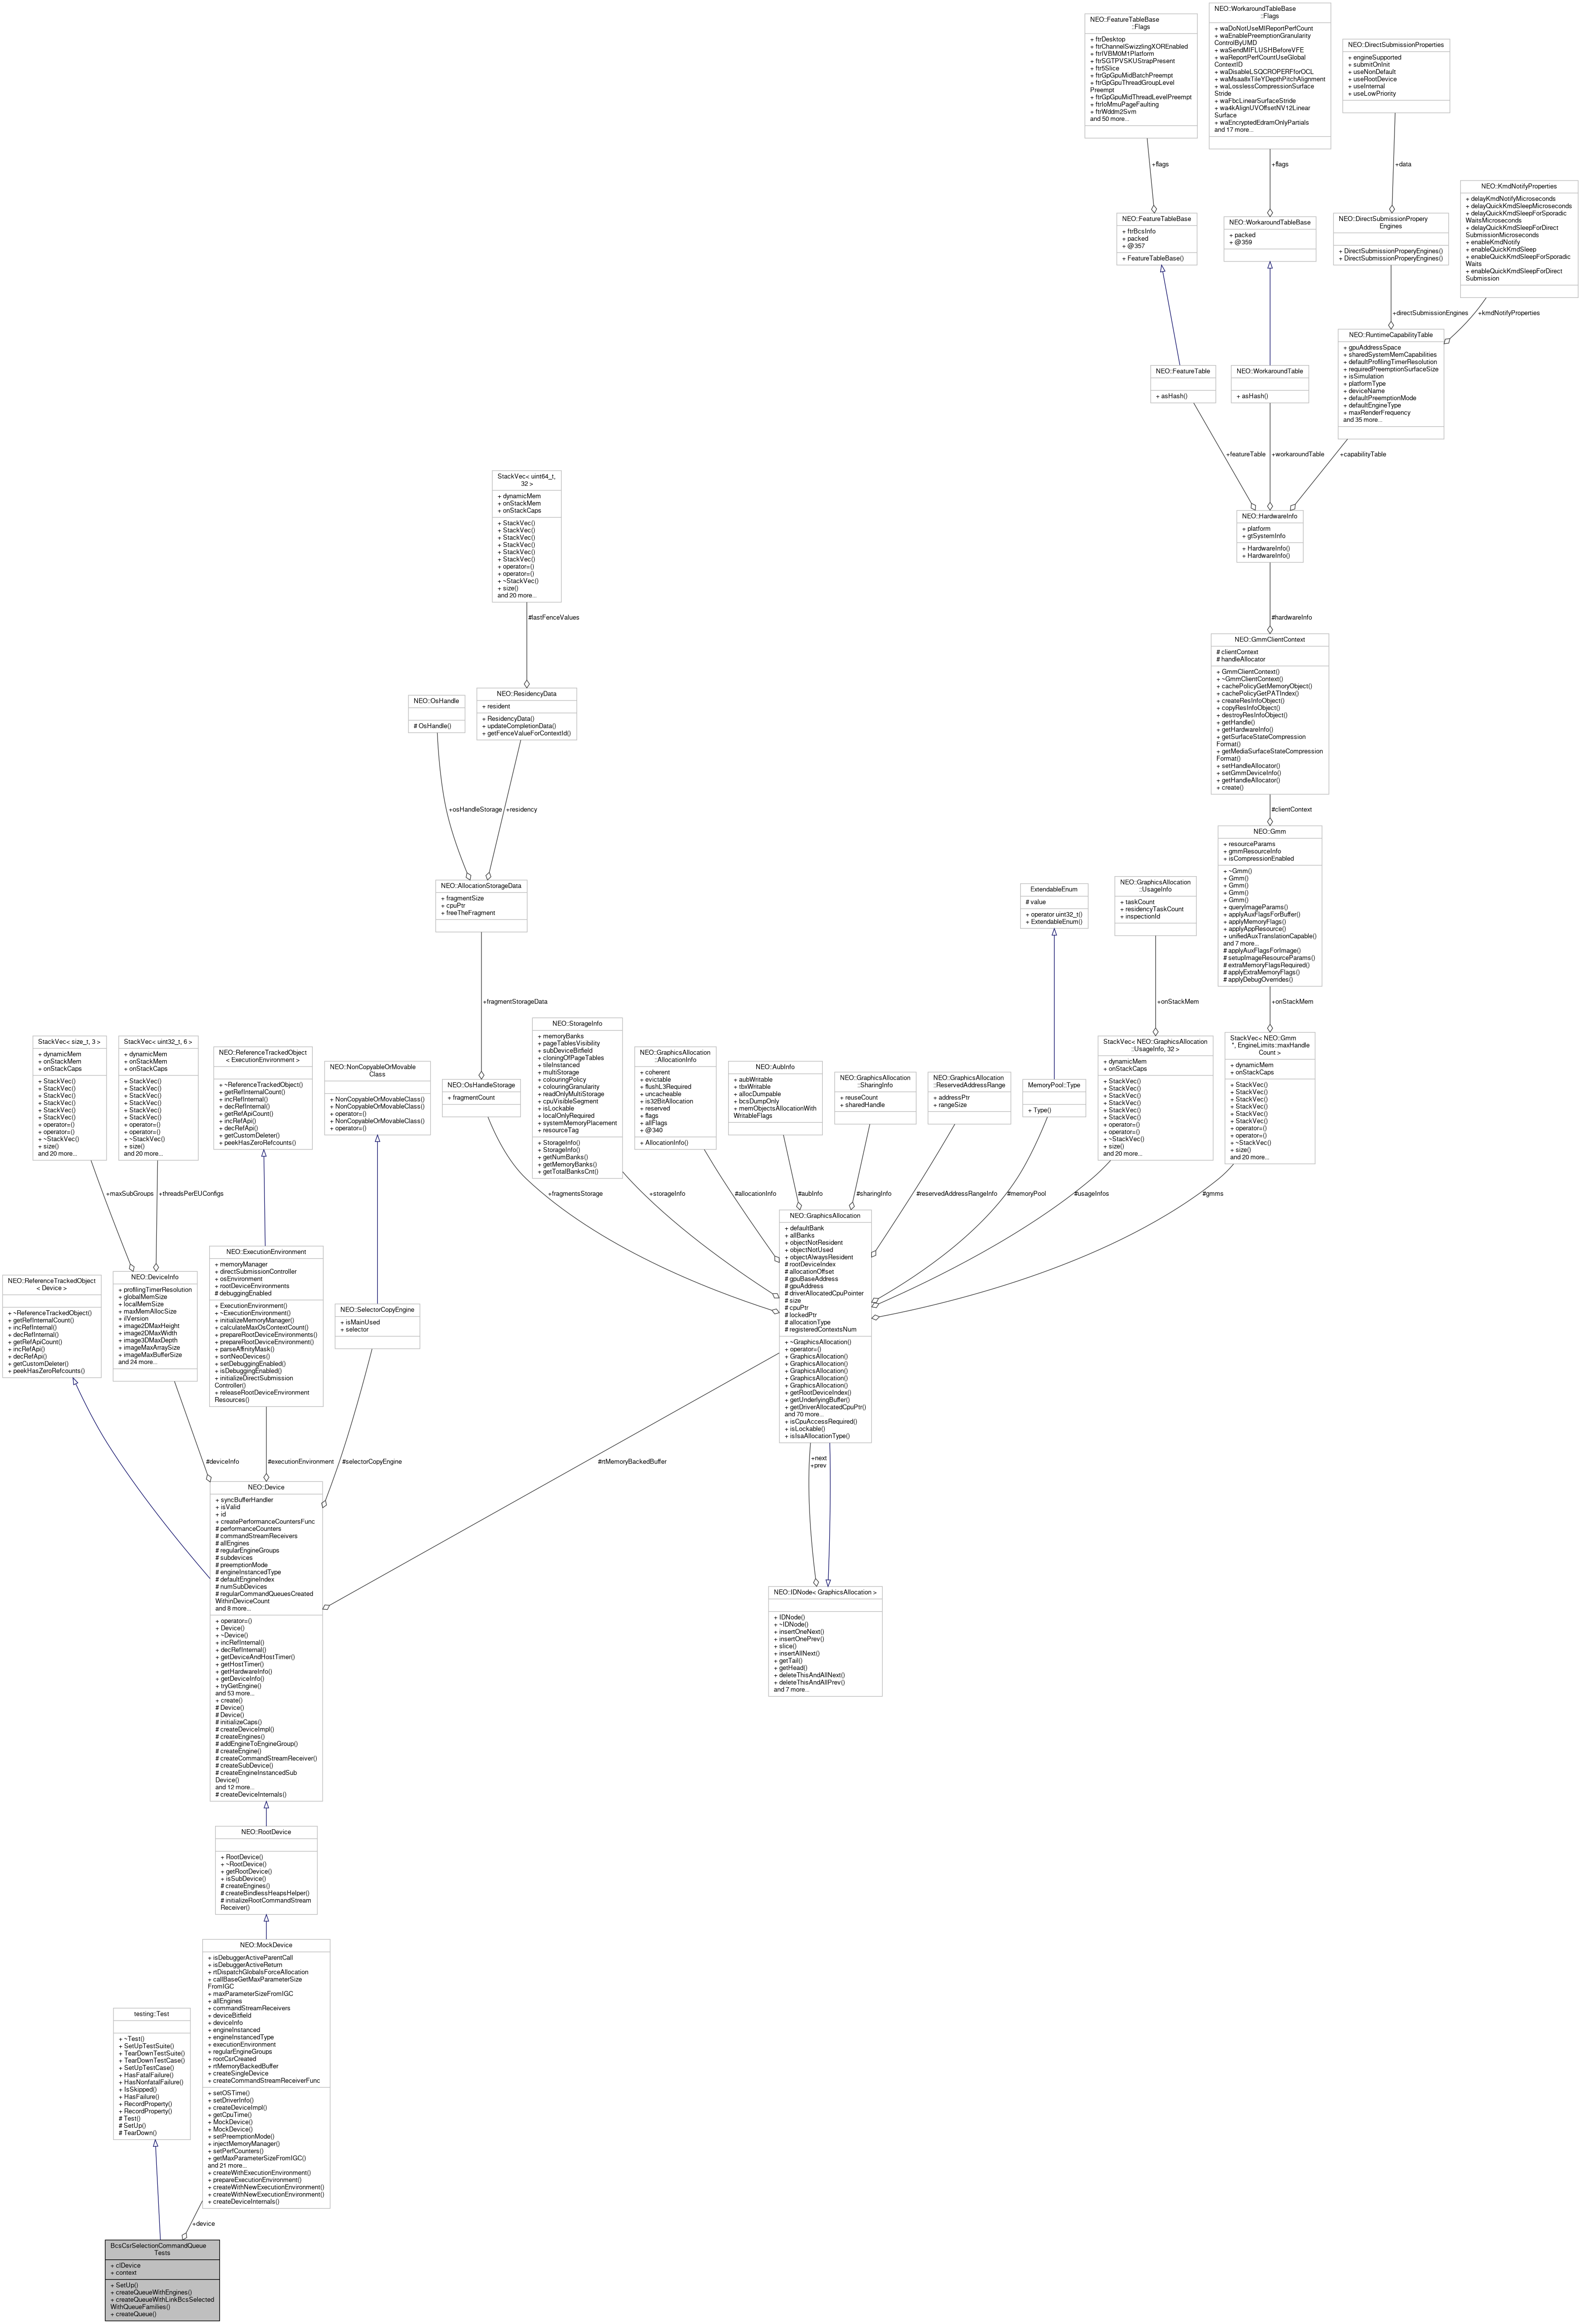 NEO::FeatureTableBase
::Flags
+ ftrDesktop
+ ftrChannelSwizzlingXOREnabled
+ ftrIVBM0M1Platform
+ ftrSGTPVSKUStrapPresent
+ ftr5Slice
+ ftrGpGpuMidBatchPreempt
+ ftrGpGpuThreadGroupLevel
Preempt
+ ftrGpGpuMidThreadLevelPreempt
+ ftrIoMmuPageFaulting
+ ftrWddm2Svm
and 50 more...
NEO::WorkaroundTableBase
::Flags
+ waDoNotUseMIReportPerfCount
+ waEnablePreemptionGranularity
ControlByUMD
+ waSendMIFLUSHBeforeVFE
+ waReportPerfCountUseGlobal
ContextID
+ waDisableLSQCROPERFforOCL
+ waMsaa8xTileYDepthPitchAlignment
+ waLosslessCompressionSurface
Stride
+ waFbcLinearSurfaceStride
+ wa4kAlignUVOffsetNV12Linear
Surface
+ waEncryptedEdramOnlyPartials
and 17 more...
NEO::DirectSubmissionProperties
+ engineSupported
+ submitOnInit
+ useNonDefault
+ useRootDevice
+ useInternal
+ useLowPriority
+flags
+flags
+data
NEO::KmdNotifyProperties
+ delayKmdNotifyMicroseconds
+ delayQuickKmdSleepMicroseconds
+ delayQuickKmdSleepForSporadic
WaitsMicroseconds
+ delayQuickKmdSleepForDirect
SubmissionMicroseconds
+ enableKmdNotify
+ enableQuickKmdSleep
+ enableQuickKmdSleepForSporadic
Waits
+ enableQuickKmdSleepForDirect
Submission
NEO::FeatureTableBase
+ ftrBcsInfo
+ packed
+ @357
+ FeatureTableBase()
NEO::WorkaroundTableBase
+ packed
+ @359
NEO::DirectSubmissionPropery
Engines
+ DirectSubmissionProperyEngines()
+ DirectSubmissionProperyEngines()
+directSubmissionEngines
+kmdNotifyProperties
NEO::RuntimeCapabilityTable
+ gpuAddressSpace
+ sharedSystemMemCapabilities
+ defaultProfilingTimerResolution
+ requiredPreemptionSurfaceSize
+ isSimulation
+ platformType
+ deviceName
+ defaultPreemptionMode
+ defaultEngineType
+ maxRenderFrequency
and 35 more...
NEO::FeatureTable
+ asHash()
NEO::WorkaroundTable
+ asHash()
+featureTable
+workaroundTable
+capabilityTable
StackVec< uint64_t,
32 >
+ dynamicMem
+ onStackMem
+ onStackCaps
+ StackVec()
+ StackVec()
+ StackVec()
+ StackVec()
+ StackVec()
+ StackVec()
+ operator=()
+ operator=()
+ ~StackVec()
+ size()
and 20 more...
NEO::HardwareInfo
+ platform
+ gtSystemInfo
+ HardwareInfo()
+ HardwareInfo()
#lastFenceValues
#hardwareInfo
NEO::GmmClientContext
# clientContext
# handleAllocator
+ GmmClientContext()
+ ~GmmClientContext()
+ cachePolicyGetMemoryObject()
+ cachePolicyGetPATIndex()
+ createResInfoObject()
+ copyResInfoObject()
+ destroyResInfoObject()
+ getHandle()
+ getHardwareInfo()
+ getSurfaceStateCompression
Format()
+ getMediaSurfaceStateCompression
Format()
+ setHandleAllocator()
+ setGmmDeviceInfo()
+ getHandleAllocator()
+ create()
NEO::OsHandle
# OsHandle()
NEO::ResidencyData
+ resident
+ ResidencyData()
+ updateCompletionData()
+ getFenceValueForContextId()
+osHandleStorage
+residency
#clientContext
NEO::Gmm
+ resourceParams
+ gmmResourceInfo
+ isCompressionEnabled
+ ~Gmm()
+ Gmm()
+ Gmm()
+ Gmm()
+ Gmm()
+ queryImageParams()
+ applyAuxFlagsForBuffer()
+ applyMemoryFlags()
+ applyAppResource()
+ unifiedAuxTranslationCapable()
and 7 more...
# applyAuxFlagsForImage()
# setupImageResourceParams()
# extraMemoryFlagsRequired()
# applyExtraMemoryFlags()
# applyDebugOverrides()
NEO::AllocationStorageData
+ fragmentSize
+ cpuPtr
+ freeTheFragment
ExtendableEnum
# value
+ operator uint32_t()
+ ExtendableEnum()
NEO::GraphicsAllocation
::UsageInfo
+ taskCount
+ residencyTaskCount
+ inspectionId
+fragmentStorageData
+onStackMem
+onStackMem
StackVec< size_t, 3 >
+ dynamicMem
+ onStackMem
+ onStackCaps
+ StackVec()
+ StackVec()
+ StackVec()
+ StackVec()
+ StackVec()
+ StackVec()
+ operator=()
+ operator=()
+ ~StackVec()
+ size()
and 20 more...
StackVec< uint32_t, 6 >
+ dynamicMem
+ onStackMem
+ onStackCaps
+ StackVec()
+ StackVec()
+ StackVec()
+ StackVec()
+ StackVec()
+ StackVec()
+ operator=()
+ operator=()
+ ~StackVec()
+ size()
and 20 more...
NEO::ReferenceTrackedObject
< ExecutionEnvironment >
+ ~ReferenceTrackedObject()
+ getRefInternalCount()
+ incRefInternal()
+ decRefInternal()
+ getRefApiCount()
+ incRefApi()
+ decRefApi()
+ getCustomDeleter()
+ peekHasZeroRefcounts()
NEO::NonCopyableOrMovable
Class
+ NonCopyableOrMovableClass()
+ NonCopyableOrMovableClass()
+ operator=()
+ NonCopyableOrMovableClass()
+ operator=()
NEO::OsHandleStorage
+ fragmentCount
NEO::StorageInfo
+ memoryBanks
+ pageTablesVisibility
+ subDeviceBitfield
+ cloningOfPageTables
+ tileInstanced
+ multiStorage
+ colouringPolicy
+ colouringGranularity
+ readOnlyMultiStorage
+ cpuVisibleSegment
+ isLockable
+ localOnlyRequired
+ systemMemoryPlacement
+ resourceTag
+ StorageInfo()
+ StorageInfo()
+ getNumBanks()
+ getMemoryBanks()
+ getTotalBanksCnt()
NEO::GraphicsAllocation
::AllocationInfo
+ coherent
+ evictable
+ flushL3Required
+ uncacheable
+ is32BitAllocation
+ reserved
+ flags
+ allFlags
+ @340
+ AllocationInfo()
NEO::AubInfo
+ aubWritable
+ tbxWritable
+ allocDumpable
+ bcsDumpOnly
+ memObjectsAllocationWith
WritableFlags
NEO::GraphicsAllocation
::SharingInfo
+ reuseCount
+ sharedHandle
NEO::GraphicsAllocation
::ReservedAddressRange
+ addressPtr
+ rangeSize
MemoryPool::Type
+ Type()
StackVec< NEO::GraphicsAllocation
::UsageInfo, 32 >
+ dynamicMem
+ onStackCaps
+ StackVec()
+ StackVec()
+ StackVec()
+ StackVec()
+ StackVec()
+ StackVec()
+ operator=()
+ operator=()
+ ~StackVec()
+ size()
and 20 more...
StackVec< NEO::Gmm
*, EngineLimits::maxHandle
Count >
+ dynamicMem
+ onStackCaps
+ StackVec()
+ StackVec()
+ StackVec()
+ StackVec()
+ StackVec()
+ StackVec()
+ operator=()
+ operator=()
+ ~StackVec()
+ size()
and 20 more...
+maxSubGroups
+threadsPerEUConfigs
+fragmentsStorage
+storageInfo
#allocationInfo
#aubInfo
#sharingInfo
#reservedAddressRangeInfo
#memoryPool
#usageInfos
#gmms
NEO::ReferenceTrackedObject
< Device >
+ ~ReferenceTrackedObject()
+ getRefInternalCount()
+ incRefInternal()
+ decRefInternal()
+ getRefApiCount()
+ incRefApi()
+ decRefApi()
+ getCustomDeleter()
+ peekHasZeroRefcounts()
NEO::DeviceInfo
+ profilingTimerResolution
+ globalMemSize
+ localMemSize
+ maxMemAllocSize
+ ilVersion
+ image2DMaxHeight
+ image2DMaxWidth
+ image3DMaxDepth
+ imageMaxArraySize
+ imageMaxBufferSize
and 24 more...
NEO::ExecutionEnvironment
+ memoryManager
+ directSubmissionController
+ osEnvironment
+ rootDeviceEnvironments
# debuggingEnabled
+ ExecutionEnvironment()
+ ~ExecutionEnvironment()
+ initializeMemoryManager()
+ calculateMaxOsContextCount()
+ prepareRootDeviceEnvironments()
+ prepareRootDeviceEnvironment()
+ parseAffinityMask()
+ sortNeoDevices()
+ setDebuggingEnabled()
+ isDebuggingEnabled()
+ initializeDirectSubmission
Controller()
+ releaseRootDeviceEnvironment
Resources()
NEO::SelectorCopyEngine
+ isMainUsed
+ selector
NEO::GraphicsAllocation
+ defaultBank
+ allBanks
+ objectNotResident
+ objectNotUsed
+ objectAlwaysResident
# rootDeviceIndex
# allocationOffset
# gpuBaseAddress
# gpuAddress
# driverAllocatedCpuPointer
# size
# cpuPtr
# lockedPtr
# allocationType
# registeredContextsNum
+ ~GraphicsAllocation()
+ operator=()
+ GraphicsAllocation()
+ GraphicsAllocation()
+ GraphicsAllocation()
+ GraphicsAllocation()
+ GraphicsAllocation()
+ getRootDeviceIndex()
+ getUnderlyingBuffer()
+ getDriverAllocatedCpuPtr()
and 70 more...
+ isCpuAccessRequired()
+ isLockable()
+ isIsaAllocationType()
#deviceInfo
#executionEnvironment
#selectorCopyEngine
#rtMemoryBackedBuffer
+next
+prev
NEO::Device
+ syncBufferHandler
+ isValid
+ id
+ createPerformanceCountersFunc
# performanceCounters
# commandStreamReceivers
# allEngines
# regularEngineGroups
# subdevices
# preemptionMode
# engineInstancedType
# defaultEngineIndex
# numSubDevices
# regularCommandQueuesCreated
WithinDeviceCount
and 8 more...
+ operator=()
+ Device()
+ ~Device()
+ incRefInternal()
+ decRefInternal()
+ getDeviceAndHostTimer()
+ getHostTimer()
+ getHardwareInfo()
+ getDeviceInfo()
+ tryGetEngine()
and 53 more...
+ create()
# Device()
# Device()
# initializeCaps()
# createDeviceImpl()
# createEngines()
# addEngineToEngineGroup()
# createEngine()
# createCommandStreamReceiver()
# createSubDevice()
# createEngineInstancedSub
Device()
and 12 more...
# createDeviceInternals()
NEO::IDNode< GraphicsAllocation >
+ IDNode()
+ ~IDNode()
+ insertOneNext()
+ insertOnePrev()
+ slice()
+ insertAllNext()
+ getTail()
+ getHead()
+ deleteThisAndAllNext()
+ deleteThisAndAllPrev()
and 7 more...
NEO::RootDevice
+ RootDevice()
+ ~RootDevice()
+ getRootDevice()
+ isSubDevice()
# createEngines()
# createBindlessHeapsHelper()
# initializeRootCommandStream
Receiver()
NEO::MockDevice
+ isDebuggerActiveParentCall
+ isDebuggerActiveReturn
+ rtDispatchGlobalsForceAllocation
+ callBaseGetMaxParameterSize
FromIGC
+ maxParameterSizeFromIGC
+ allEngines
+ commandStreamReceivers
+ deviceBitfield
+ deviceInfo
+ engineInstanced
+ engineInstancedType
+ executionEnvironment
+ regularEngineGroups
+ rootCsrCreated
+ rtMemoryBackedBuffer
+ createSingleDevice
+ createCommandStreamReceiverFunc
+ setOSTime()
+ setDriverInfo()
+ createDeviceImpl()
+ getCpuTime()
+ MockDevice()
+ MockDevice()
+ setPreemptionMode()
+ injectMemoryManager()
+ setPerfCounters()
+ getMaxParameterSizeFromIGC()
and 21 more...
+ createWithExecutionEnvironment()
+ prepareExecutionEnvironment()
+ createWithNewExecutionEnvironment()
+ createWithNewExecutionEnvironment()
+ createDeviceInternals()
testing::Test
+ ~Test()
+ SetUpTestSuite()
+ TearDownTestSuite()
+ TearDownTestCase()
+ SetUpTestCase()
+ HasFatalFailure()
+ HasNonfatalFailure()
+ IsSkipped()
+ HasFailure()
+ RecordProperty()
+ RecordProperty()
# Test()
# SetUp()
# TearDown()
+device
BcsCsrSelectionCommandQueue
Tests
+ clDevice
+ context
+ SetUp()
+ createQueueWithEngines()
+ createQueueWithLinkBcsSelected
WithQueueFamilies()
+ createQueue()